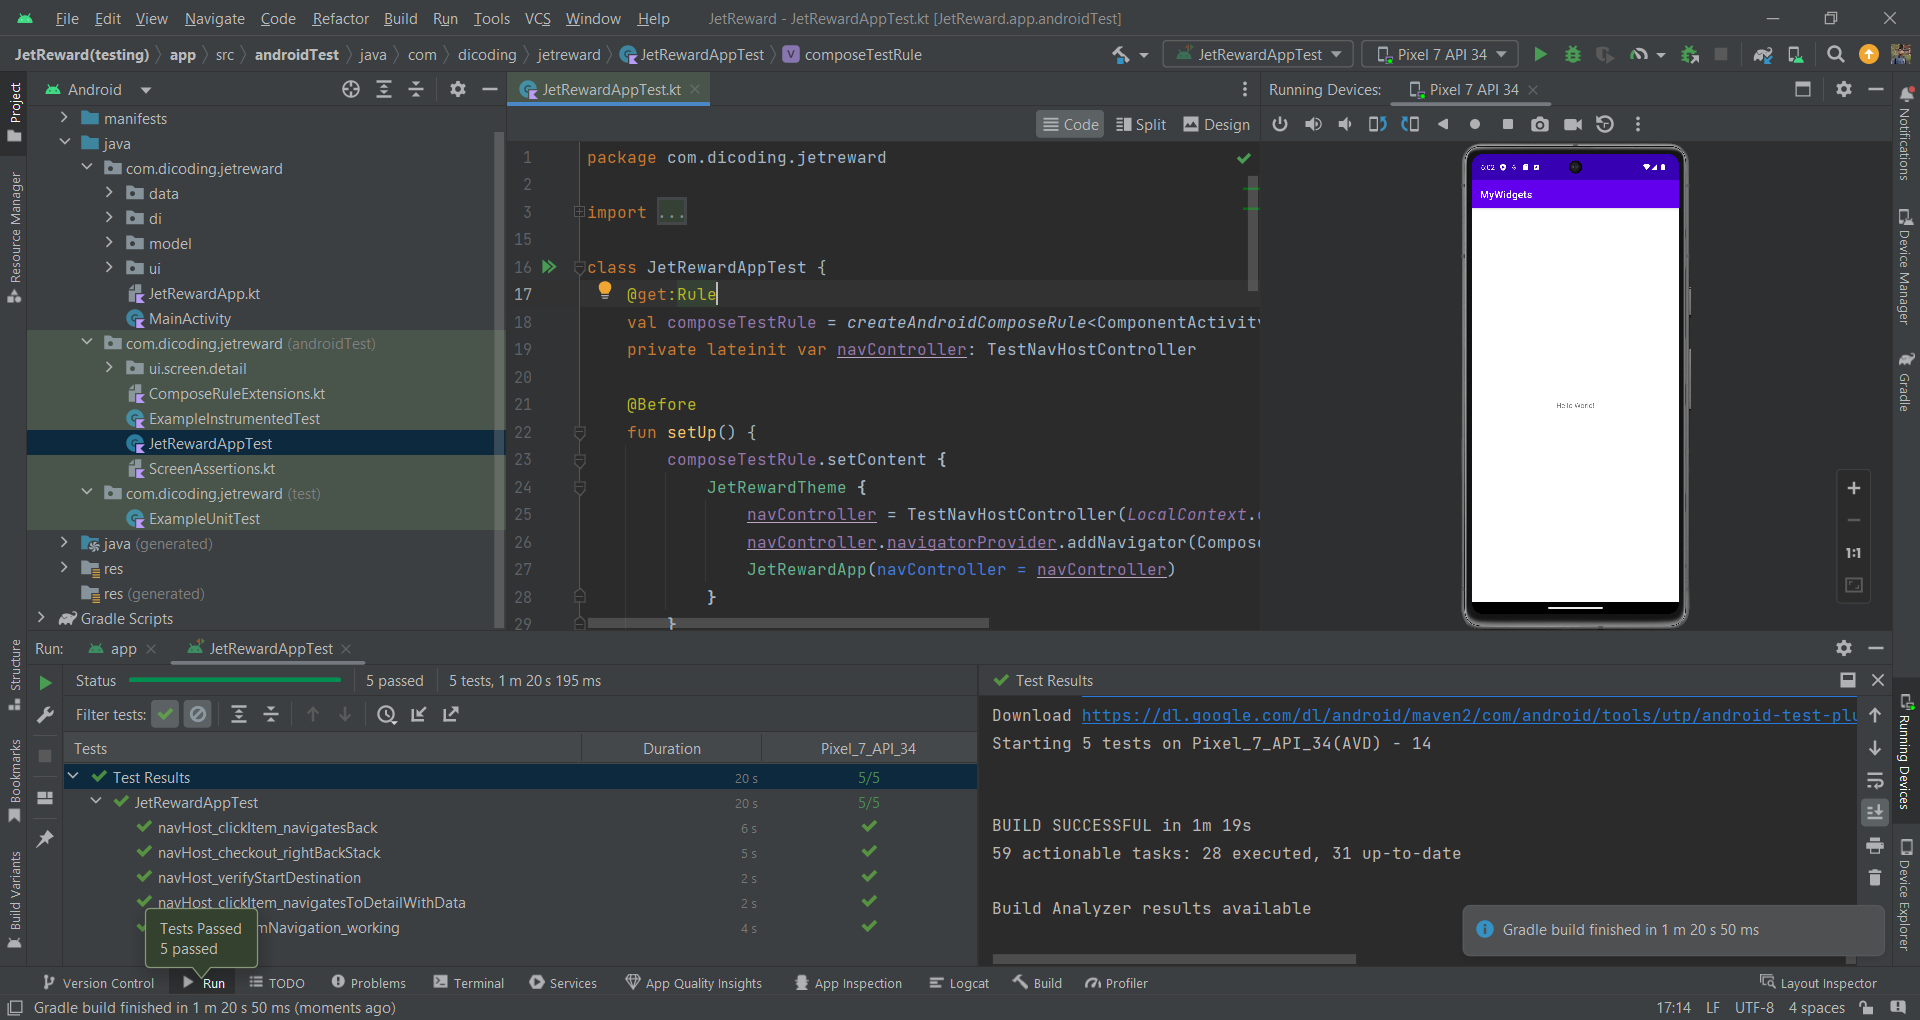 File Edit View Navigate Code Refactor Build Run Tools VCS Window Help JetReward - JetRewardAppTest.kt [JetReward.app.androidTest]
JetReward(testing) app src androidTest java com dicoding jetreward JetRewardAppTest V composeTestRule JetRewardAppTest Pixel 7 API 34
Project
Resource Manager
Structure
Bookmarks
Build Variants
Android
manifests
java
com.dicoding.jetreward
data
di
model
ui
JetRewardApp.kt
MainActivity
com.dicoding.jetreward (androidTest)
ui.screen.detail
ComposeRuleExtensions.kt
ExampleInstrumentedTest
JetRewardAppTest
ScreenAssertions.kt
com.dicoding.jetreward (test)
ExampleUnitTest
java (generated)
res
res (generated)
Gradle Scripts
JetRewardAppTest.kt
Code Split Design
1 package com.dicoding.jetreward
2
3 import ...
15
16 class JetRewardAppTest {
17 @get:Rule
18 val composeTestRule = createAndroidComposeRule<ComponentActivity
19 private lateinit var navController: TestNavHostController
20
21 @Before
22 fun setUp() {
23 composeTestRule.setContent {
24 JetRewardTheme {
25 navController = TestNavHostController(LocalContext.
26 navController.navigatorProvider.addNavigator(Compose
27 JetRewardApp(navController = navController)
28 }
29 }
Running Devices: Pixel 7 API 34
6:02
MyWidgets
Hello World!
1:1
Notifications
Device Manager
Gradle
Running Devices
Device Explorer
Run: app JetRewardAppTest
Status 5 passed 5 tests, 1 m 20 s 195 ms
Filter tests:
Tests Duration Pixel_7_API_34
Test Results 20 s 5/5
JetRewardAppTest 20 s 5/5
navHost_clickItem_navigatesBack 6 s
navHost_checkout_rightBackStack 5 s
navHost_verifyStartDestination 2 s
navHost_clickItem_navigatesToDetailWithData 2 s
mNavigation_working 4 s
Tests Passed
5 passed
Test Results
Download https://dl.google.com/dl/android/maven2/com/android/tools/utp/android-test-plu
Starting 5 tests on Pixel_7_API_34(AVD) - 14
BUILD SUCCESSFUL in 1m 19s
59 actionable tasks: 28 executed, 31 up-to-date
Build Analyzer results available
Gradle build finished in 1 m 20 s 50 ms
Version Control Run TODO Problems Terminal Services App Quality Insights App Inspection Logcat Build Profiler Layout Inspector
Gradle build finished in 1 m 20 s 50 ms (moments ago) 17:14 LF UTF-8 4 spaces